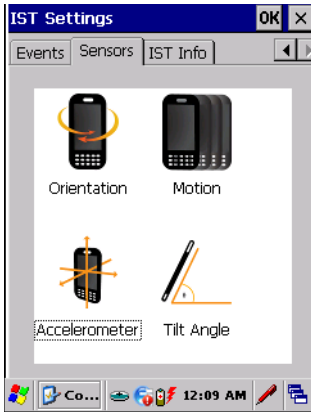 IST Settings OK
Events Sensors IST Info
Orientation Motion
Accelerometer Tilt Angle
Co... 12:09 AM